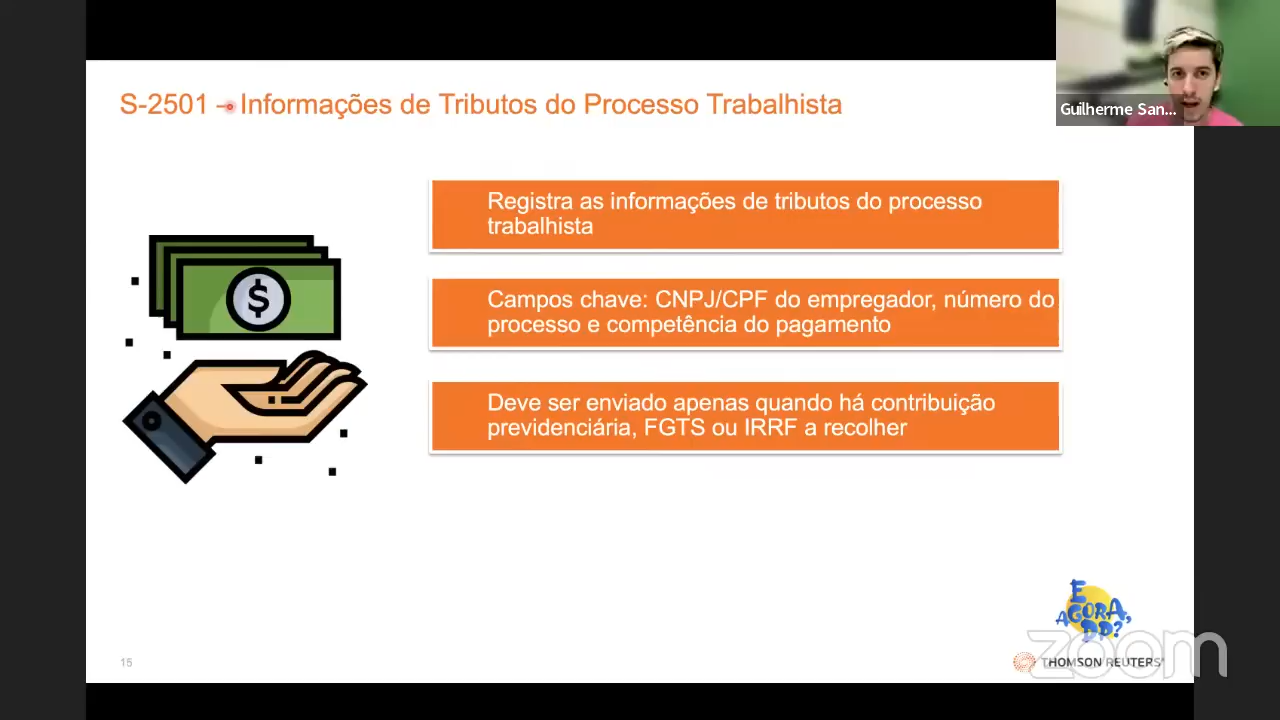 S-2501 – Informações de Tributos do Processo Trabalhista
Guilherme San...
Registra as informações de tributos do processo
trabalhista
$
Campos chave: CNPJ/CPF do empregador, número do
processo e competência do pagamento
Deve ser enviado apenas quando há contribuição
previdenciária, FGTS ou IRRF a recolher
E
AGORA,
DP?
zoom
15
THOMSON REUTERS